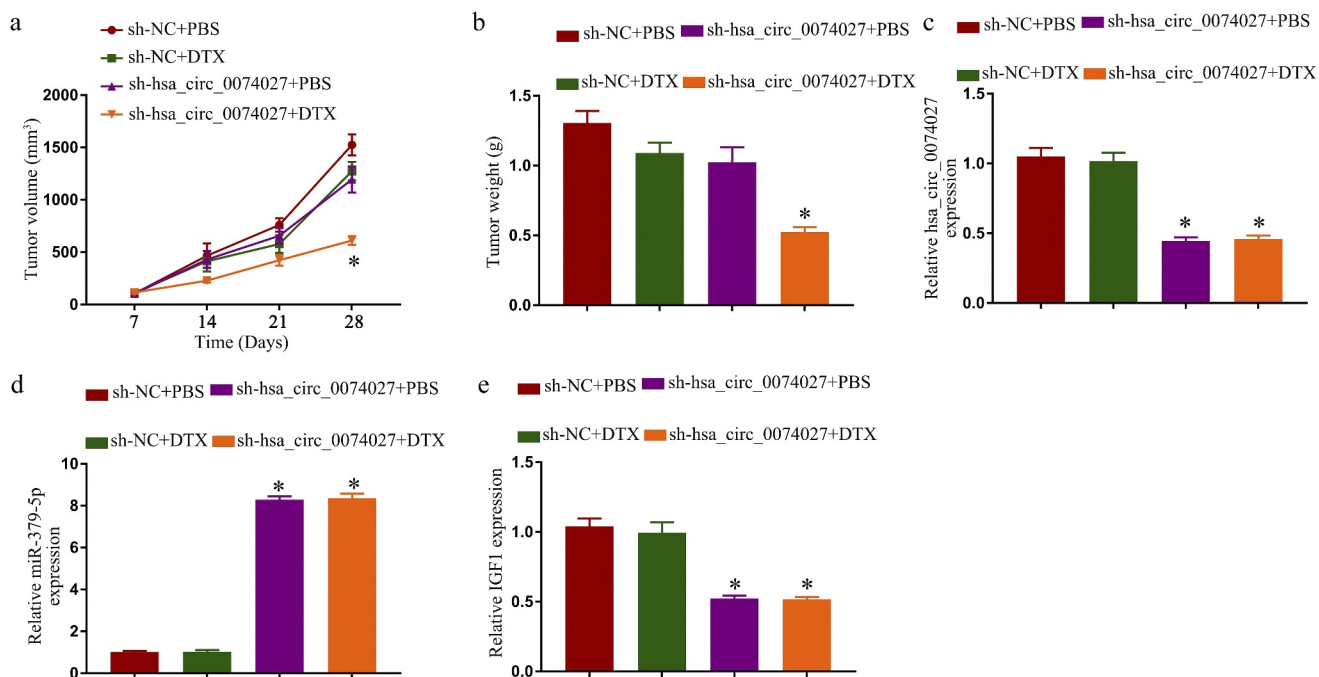 a
sh-NC+PBS
sh-NC+DTX
sh-hsa_circ_0074027+PBS
sh-hsa_circ_0074027+DTX
Tumor volume (mm³)
2000
1500
1000
500
0
7 14 21 28
*
Time (Days)
b
sh-NC+PBS sh-hsa_circ_0074027+PBS
sh-NC+DTX sh-hsa_circ_0074027+DTX
Tumor weight (g)
1.5
1.0
0.5
0.0
*
c
sh-NC+PBS sh-hsa_circ_0074027+PBS
sh-NC+DTX sh-hsa_circ_0074027+DTX
Relative hsa_circ_0074027
expression
1.5
1.0
0.5
0.0
* *
d
sh-NC+PBS sh-hsa_circ_0074027+PBS
sh-NC+DTX sh-hsa_circ_0074027+DTX
Relative miR-379-5p
expression
10
8
6
4
2
0
* *
e
sh-NC+PBS sh-hsa_circ_0074027+PBS
sh-NC+DTX sh-hsa_circ_0074027+DTX
Relative IGF1 expression
1.5
1.0
0.5
0.0
* *